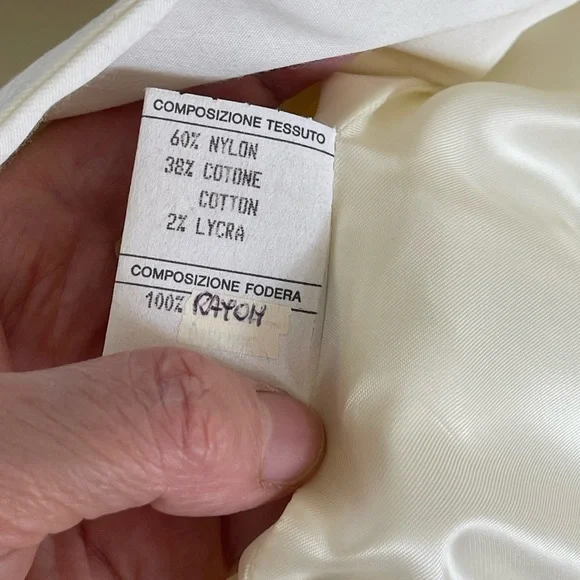 COMPOSIZIONE TESSUTO
60% NYLON
38% COTONE
COTTON
2% LYCRA
COMPOSIZIONE FODERA
100% RAYON